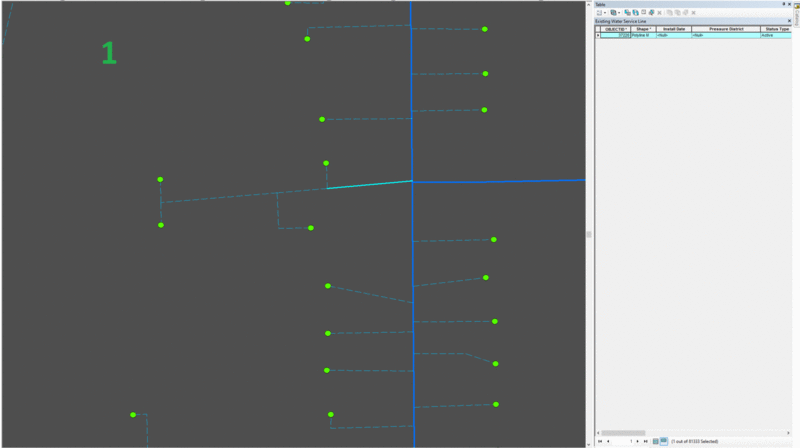 1
Table
Existing Water Service Line
OBJECTID * Shape * Install Date Pressure District Status Type
Polyline M <Null> <Null> Active
1
(1 out of 81333 Selected)